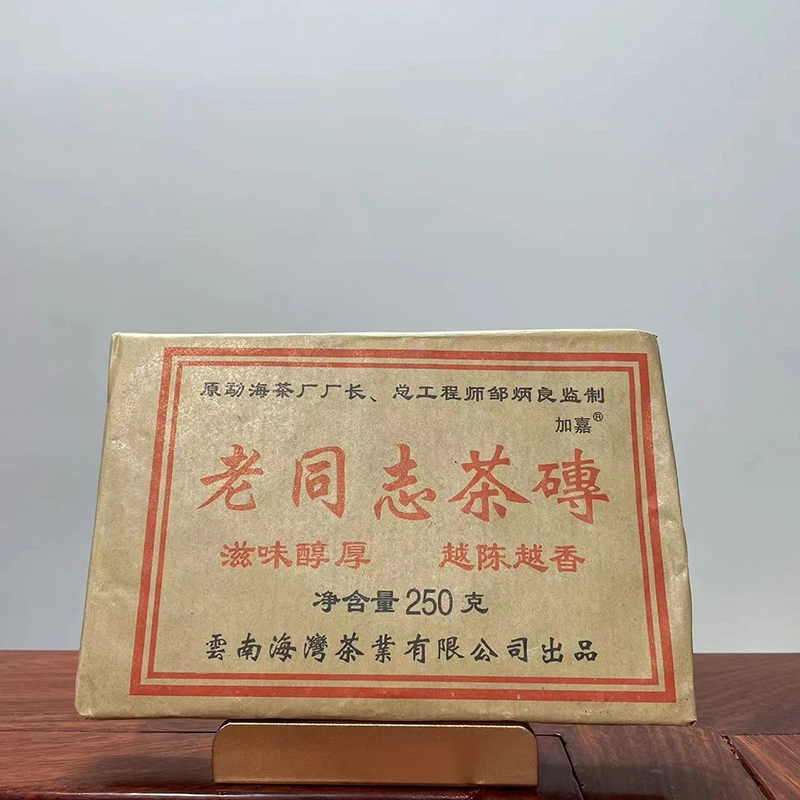 原勐海茶厂厂长、总工程师邹炳良监制
加嘉®
老同志茶磚
滋味醇厚 越陈越香
净含量250克
雲南海灣茶業有限公司出品